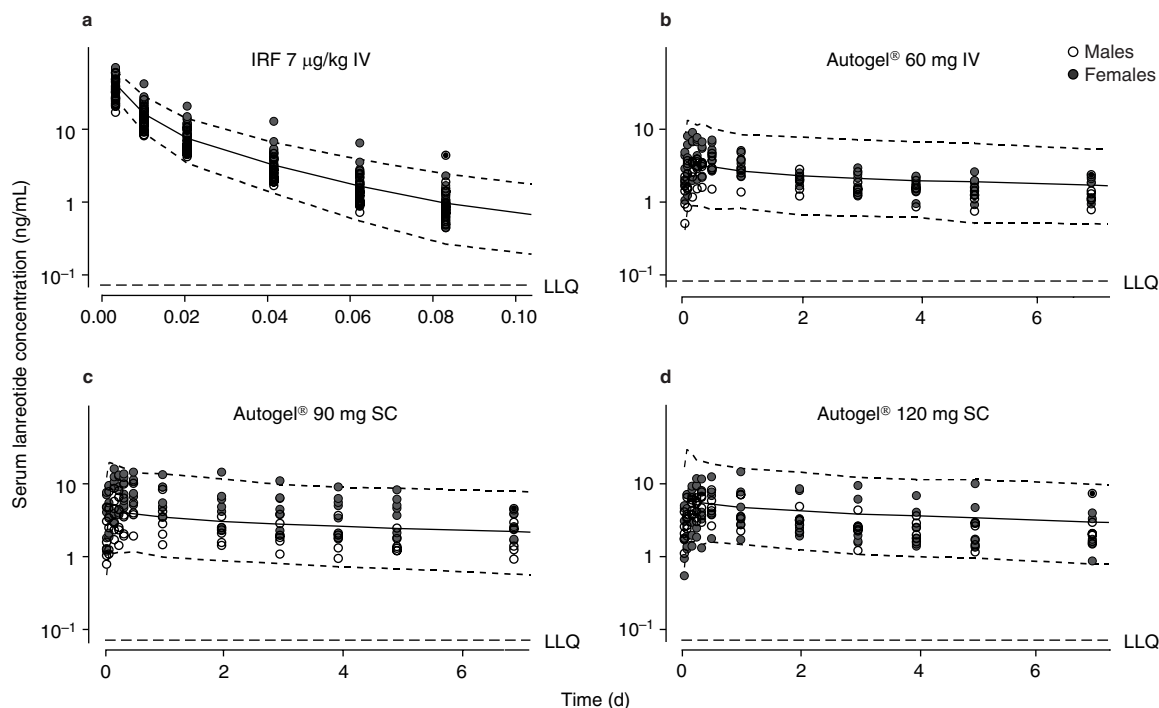 a
IRF 7 μg/kg IV
10
1
10⁻¹
LLQ
0.00 0.02 0.04 0.06 0.08 0.10
b
Autogel® 60 mg IV
Males
Females
10
1
10⁻¹
LLQ
0 2 4 6
Serum lanreotide concentration (ng/mL)
c
Autogel® 90 mg SC
10
1
10⁻¹
LLQ
0 2 4 6
d
Autogel® 120 mg SC
10
1
10⁻¹
LLQ
0 2 4 6
Time (d)